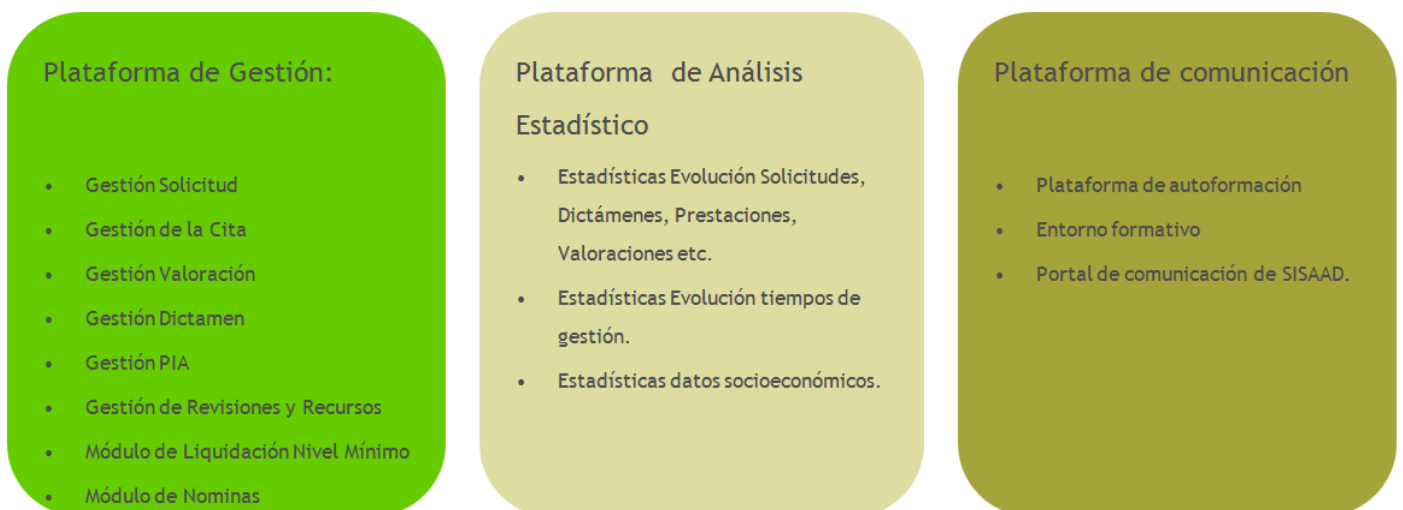 Plataforma de Gestión:
• Gestión Solicitud
• Gestión de la Cita
• Gestión Valoración
• Gestión Dictamen
• Gestión PIA
• Gestión de Revisiones y Recursos
• Módulo de Liquidación Nivel Mínimo
• Módulo de Nominas
Plataforma de Análisis
Estadístico
• Estadísticas Evolución Solicitudes,
Dictámenes, Prestaciones,
Valoraciones etc.
• Estadísticas Evolución tiempos de
gestión.
• Estadísticas datos socioeconómicos.
Plataforma de comunicación
• Plataforma de autoformación
• Entorno formativo
• Portal de comunicación de SISAAD.